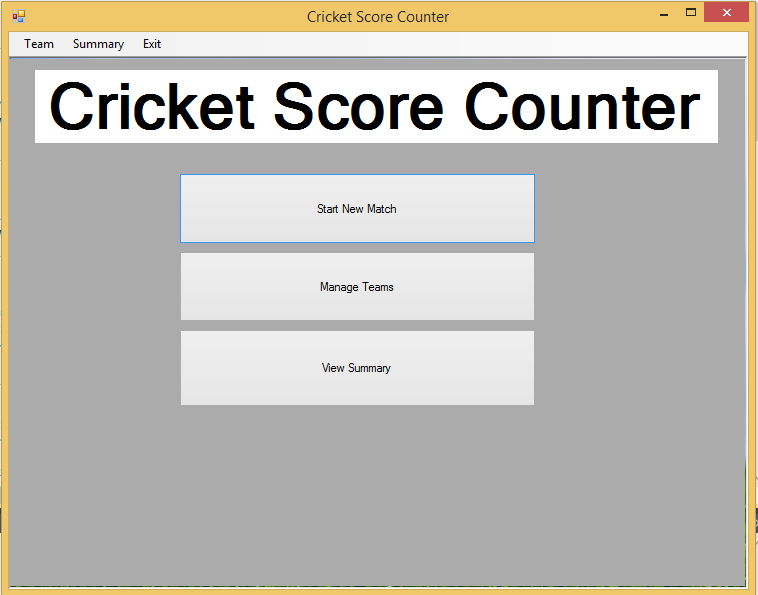 Cricket Score Counter
Team Summary Exit
Cricket Score Counter
Start New Match
Manage Teams
View Summary